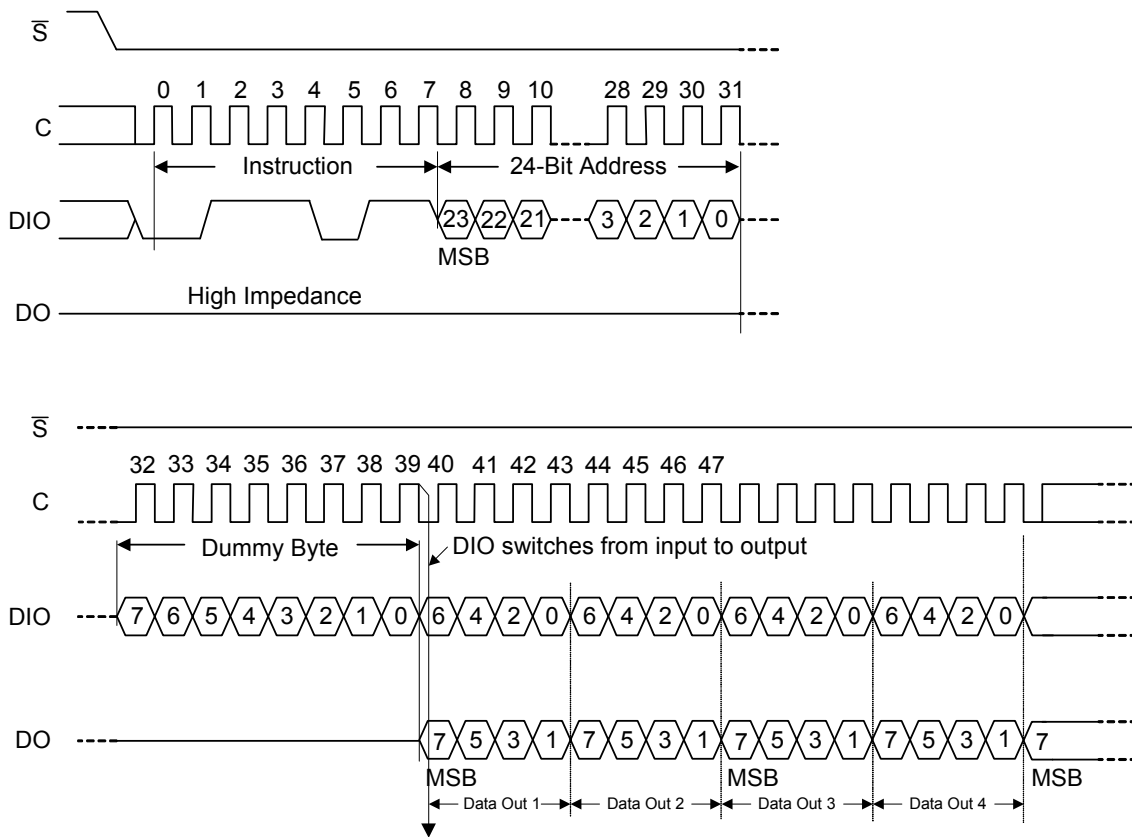 S
0 1 2 3 4 5 6 7 8 9 10 28 29 30 31
C
Instruction 24-Bit Address
DIO 23 22 21 3 2 1 0
MSB
High Impedance
DO
S
32 33 34 35 36 37 38 39 40 41 42 43 44 45 46 47
C
Dummy Byte DIO switches from input to output
DIO 7 6 5 4 3 2 1 0 6 4 2 0 6 4 2 0 6 4 2 0 6 4 2 0
DO 7 5 3 1 7 5 3 1 7 5 3 1 7 5 3 1 7
MSB MSB MSB
Data Out 1 Data Out 2 Data Out 3 Data Out 4